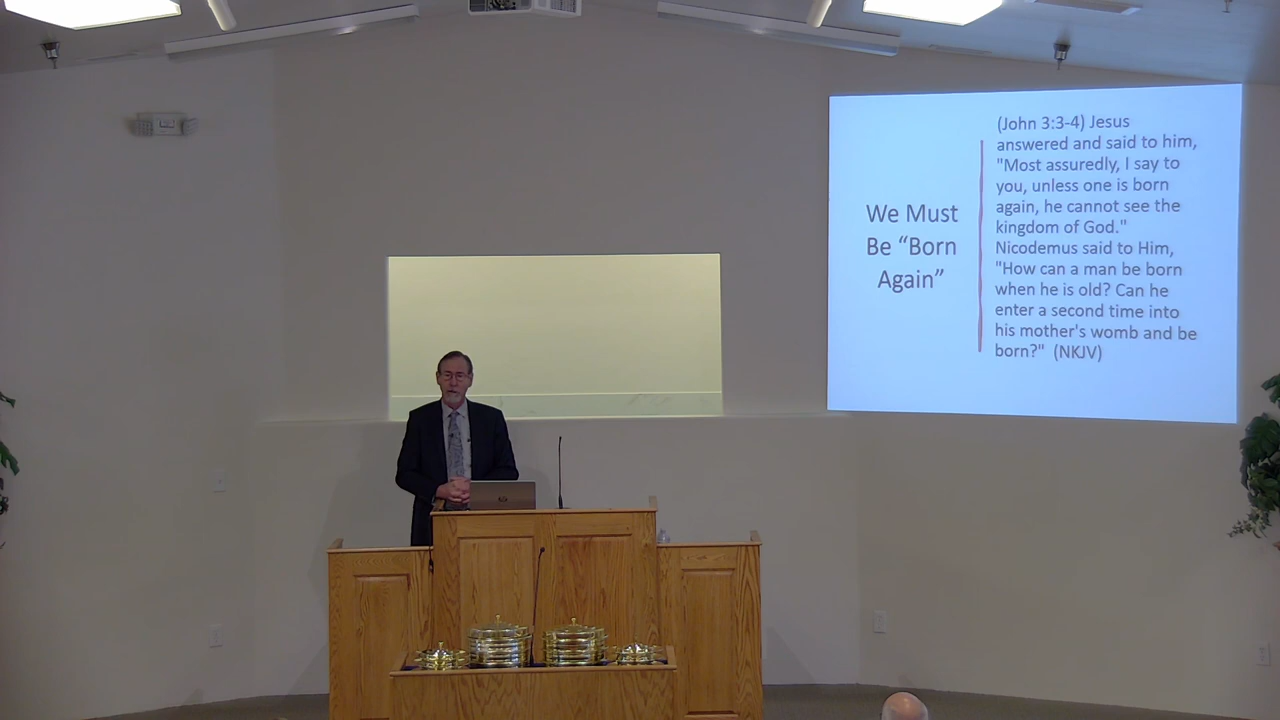 We Must
Be “Born
Again”
(John 3:3-4) Jesus
answered and said to him,
"Most assuredly, I say to
you, unless one is born
again, he cannot see the
kingdom of God."
Nicodemus said to Him,
"How can a man be born
when he is old? Can he
enter a second time into
his mother's womb and be
born?" (NKJV)